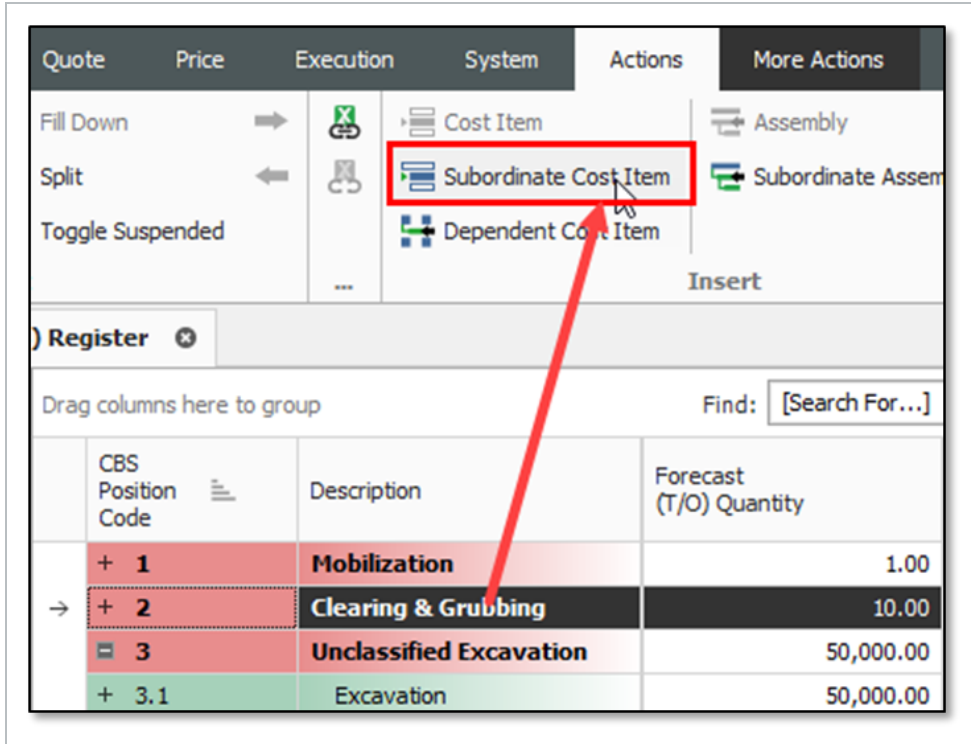 Quote Price Execution System Actions More Actions
Fill Down Cost Item Assembly
Split Subordinate Cost Item Subordinate Assem
Toggle Suspended Dependent Cost Item
... Insert
) Register
Drag columns here to group Find: [Search For...]
CBS
Position
Code
Description
Forecast
(T/O) Quantity
+ 1 Mobilization 1.00
+ 2 Clearing & Grubbing 10.00
3 Unclassified Excavation 50,000.00
+ 3.1 Excavation 50,000.00